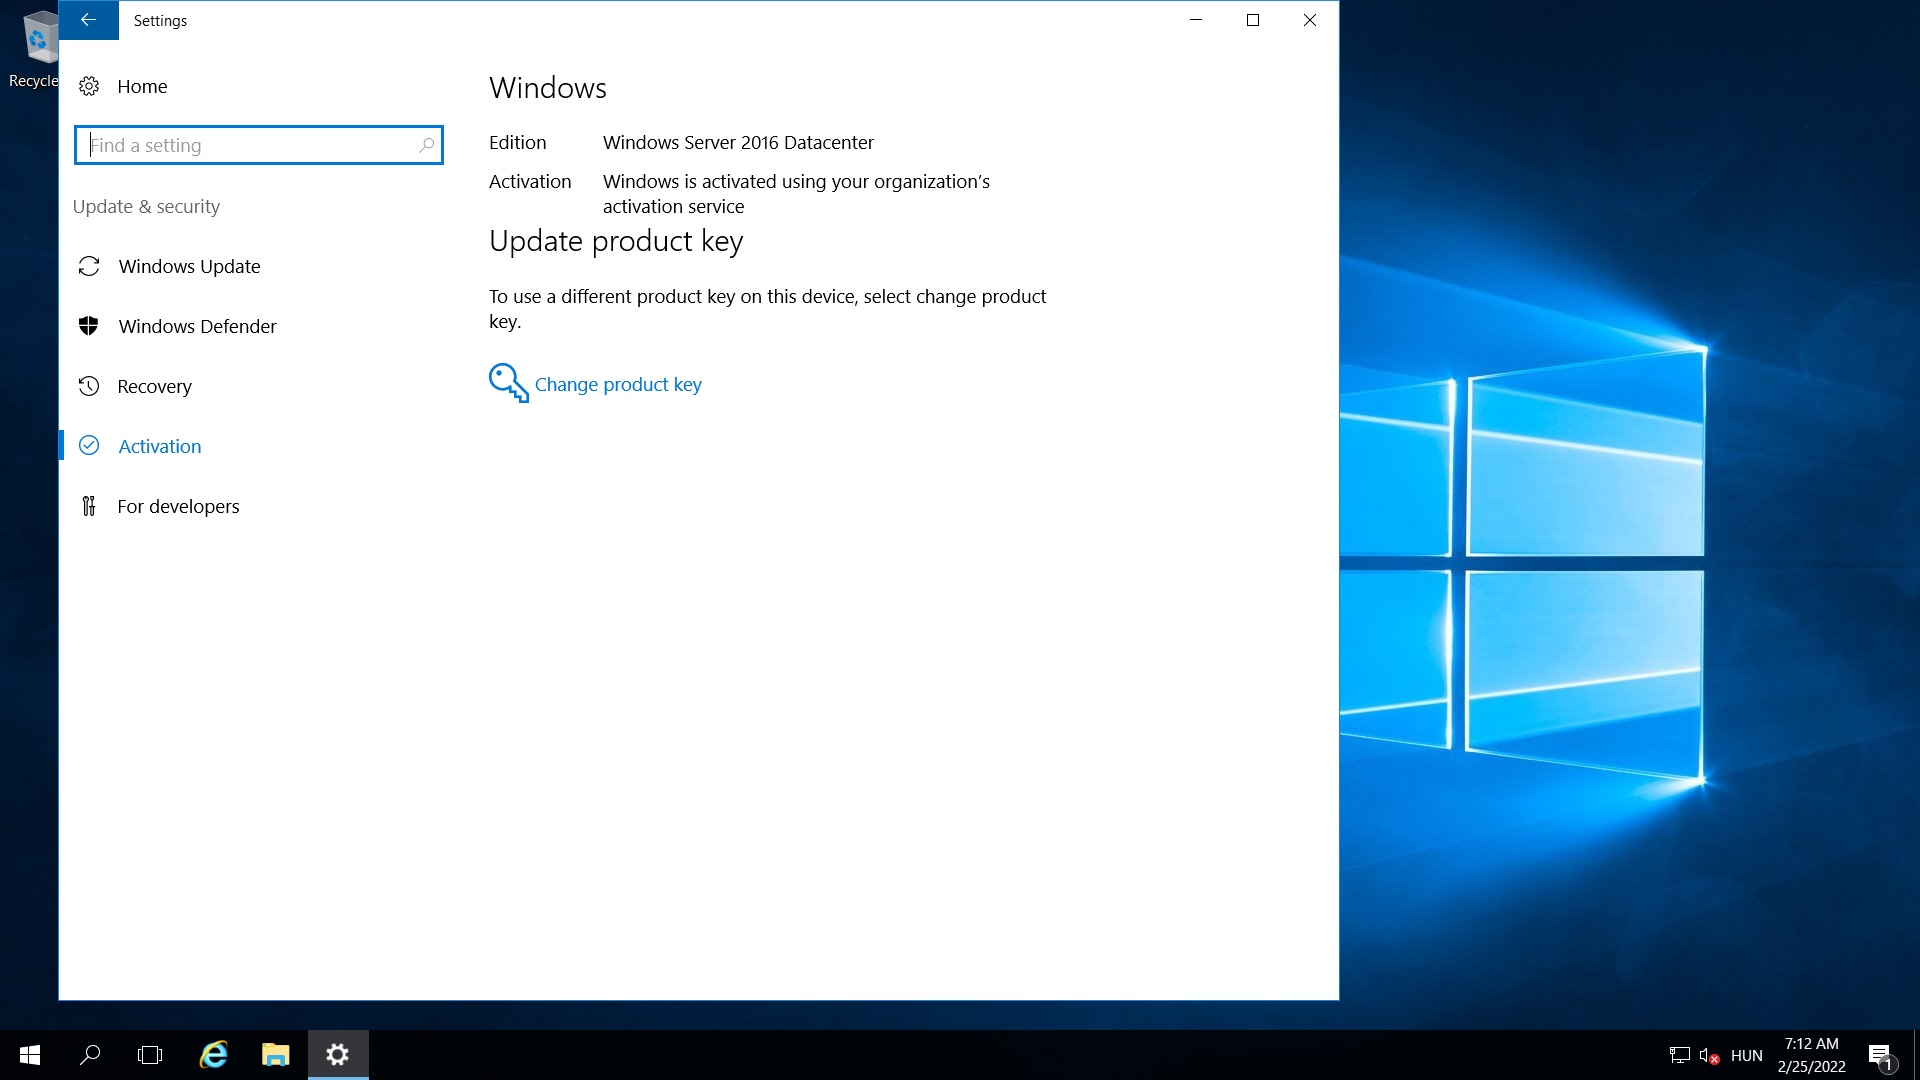 Settings
Recycle
Home
Find a setting
Update & security
Windows Update
Windows Defender
Recovery
Activation
For developers
Windows
Edition Windows Server 2016 Datacenter
Activation Windows is activated using your organization's
activation service
Update product key
To use a different product key on this device, select change product
key.
Change product key
HUN
7:12 AM
2/25/2022
1